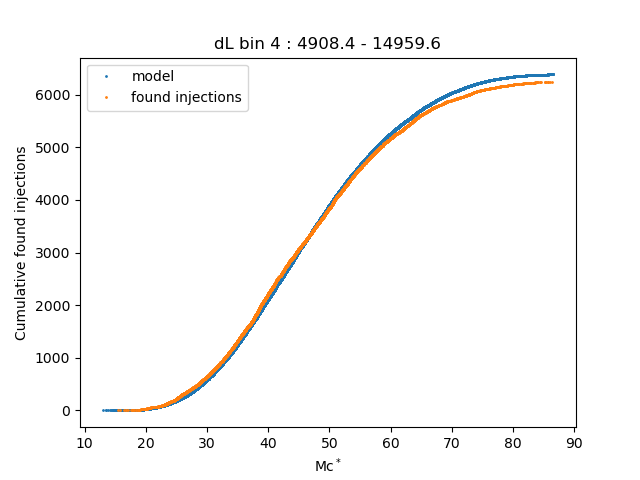 dL bin 4 : 4908.4 - 14959.6
model
found injections
Cumulative found injections
6000
5000
4000
3000
2000
1000
0
10 20 30 40 50 60 70 80 90
Mc*